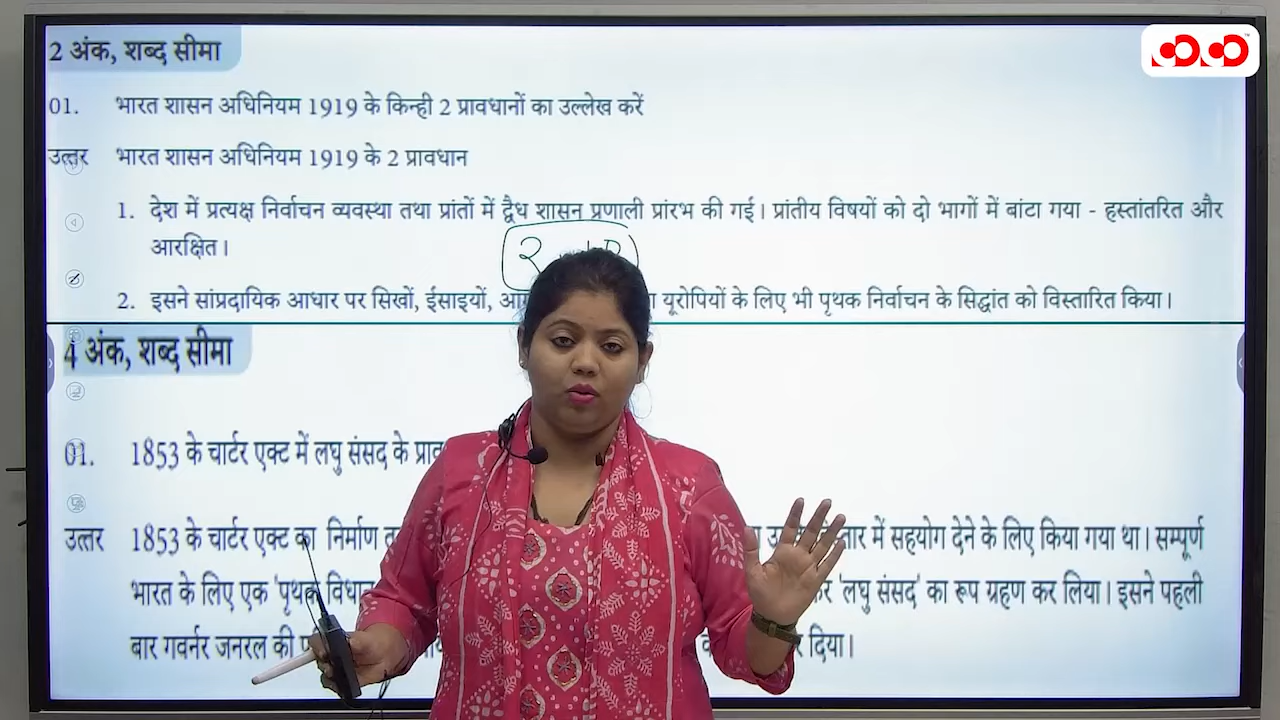 2 अंक, शब्द सीमा
01. भारत शासन अधिनियम 1919 के किन्ही 2 प्रावधानों का उल्लेख करें
उत्तर भारत शासन अधिनियम 1919 के 2 प्रावधान
1. देश में प्रत्यक्ष निर्वाचन व्यवस्था तथा प्रांतों में द्वैध शासन प्रणाली प्रांरभ की गई। प्रांतीय विषयों को दो भागों में बांटा गया - हस्तांतरित और
आरक्षित।
2. इसने सांप्रदायिक आधार पर सिखों, ईसाइयों, यूरोपियों के लिए भी पृथक निर्वाचन के सिद्धांत को विस्तारित किया।
4 अंक, शब्द सीमा
01. 1853 के चार्टर एक्ट में लघु संसद के
उत्तर 1853 के चार्टर एक्ट का निर्माण में सहयोग देने के लिए किया गया था। सम्पूर्ण
भारत के लिए एक 'लघु संसद' का रूप ग्रहण कर लिया। इसने पहली
बार गवर्नर जनरल की दिया।